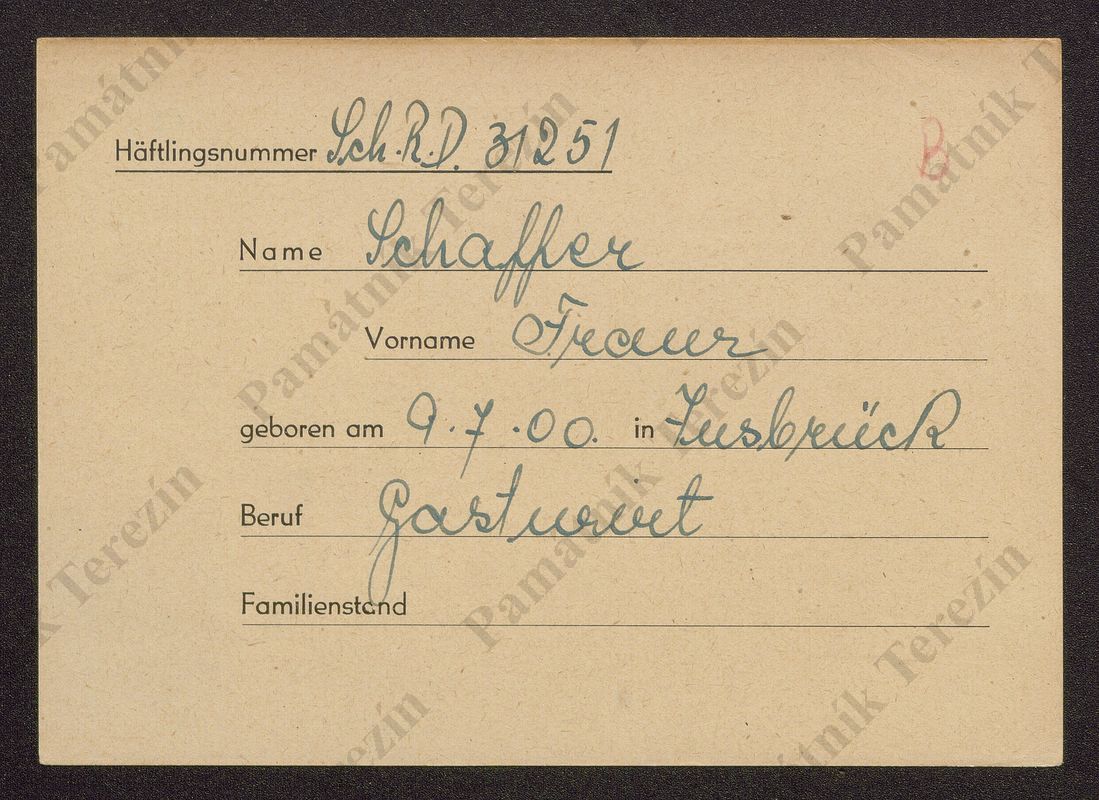 Häftlingsnummer Sch.R.D. 31251
B
Name Schaffer
Vorname Franz
geboren am 9.7.00. in Insbrück
Beruf Gastwirt
Familienstand
Památník Terezín